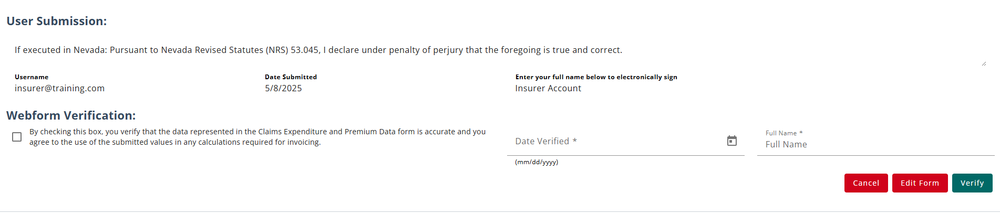 User Submission:
If executed in Nevada: Pursuant to Nevada Revised Statutes (NRS) 53.045, I declare under penalty of perjury that the foregoing is true and correct.
Username
Date Submitted
Enter your full name below to electronically sign
insurer@training.com
5/8/2025
Insurer Account
Webform Verification:
By checking this box, you verify that the data represented in the Claims Expenditure and Premium Data form is accurate and you
agree to the use of the submitted values in any calculations required for invoicing.
Date Verified *
(mm/dd/yyyy)
Full Name *
Full Name
Cancel
Edit Form
Verify